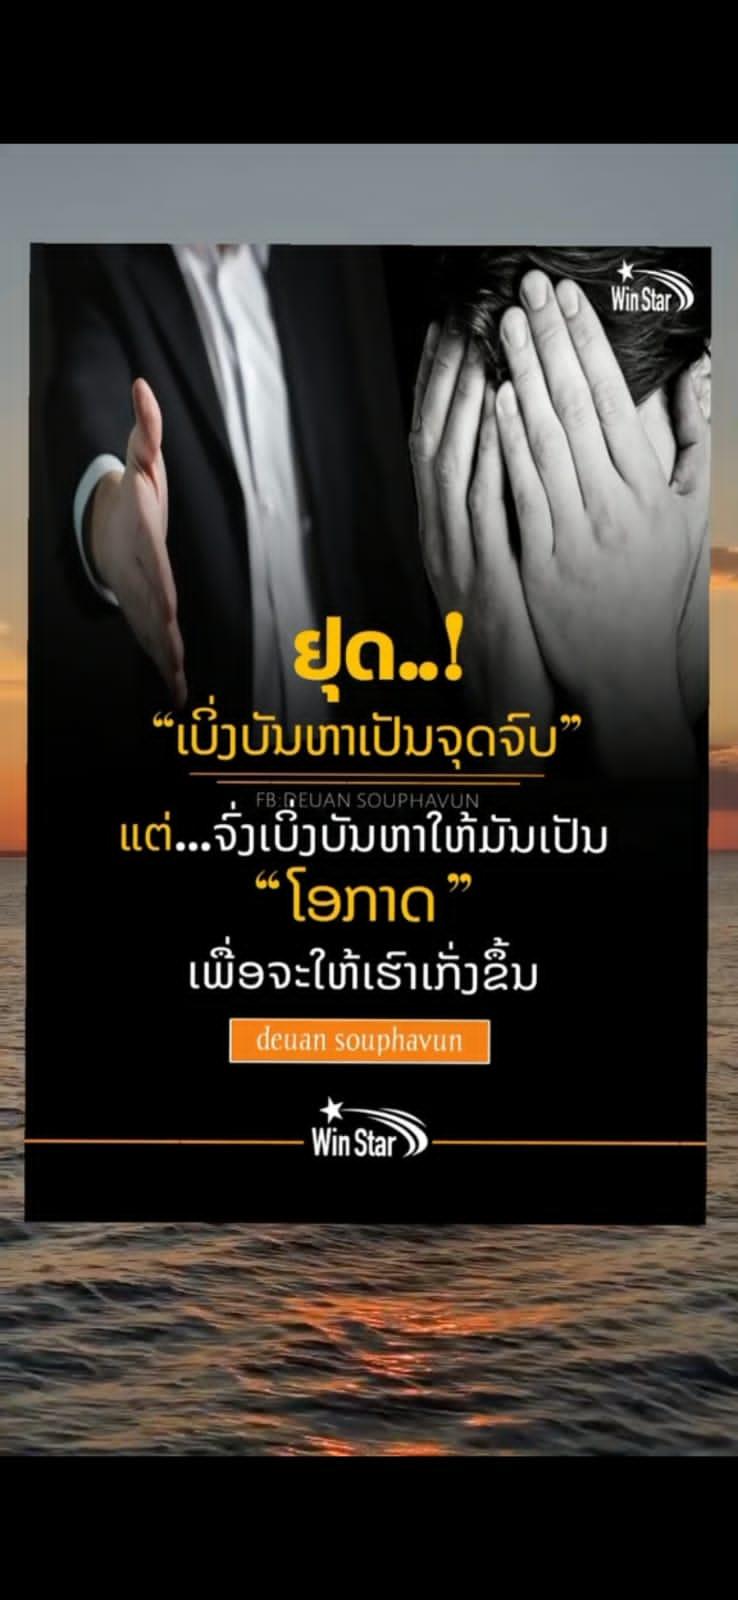 Win Star
ຢຸດ..!
“ເບິ່ງບັນຫາເປັນຈຸດຈົບ”
FB:DEUAN SOUPHAVUN
ແຕ່...ຈົ່ງເບິ່ງບັນຫາໃຫ້ມັນເປັນ
“ໂອກາດ”
ເພື່ອຈະໃຫ້ເຮົາເກັ່ງຂຶ້ນ
deuan souphavun
Win Star